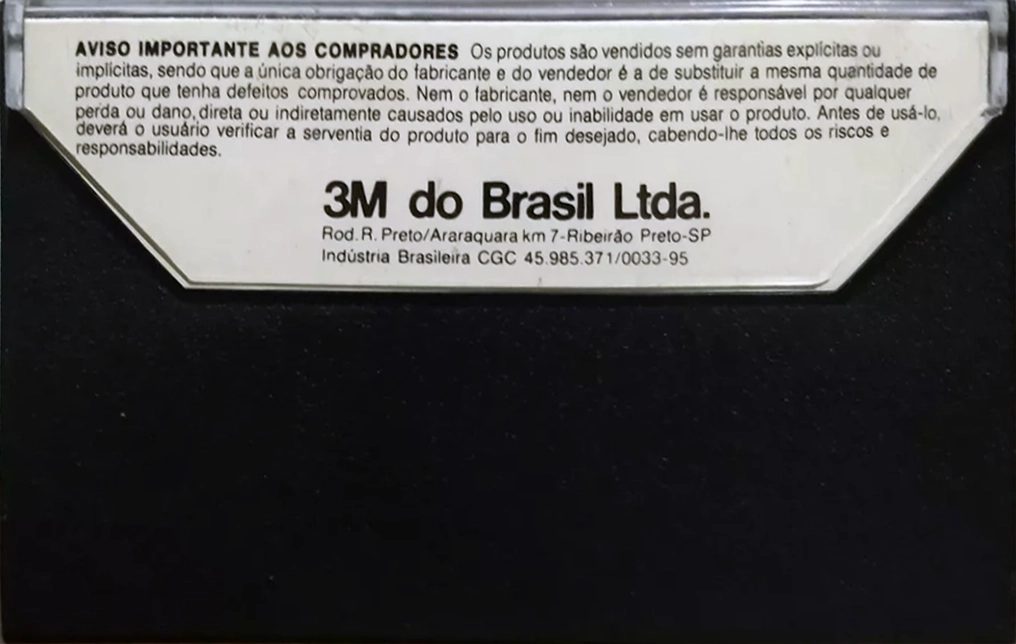 AVISO IMPORTANTE AOS COMPRADORES Os produtos são vendidos sem garantias explícitas ou
implícitas, sendo que a única obrigação do fabricante e do vendedor é a de substituir a mesma quantidade de
produto que tenha defeitos comprovados. Nem o fabricante, nem o vendedor é responsável por qualquer
perda ou dano, direta ou indiretamente causados pelo uso ou inabilidade em usar o produto. Antes de usá-lo,
deverá o usuário verificar a serventia do produto para o fim desejado, cabendo-lhe todos os riscos e
responsabilidades.
3M do Brasil Ltda.
Rod. R. Preto/Araraquara km 7-Ribeirão Preto-SP
Indústria Brasileira CGC 45.985.371/0033-95